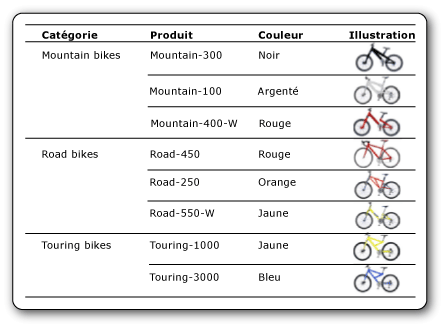 Catégorie Produit Couleur Illustration
Mountain bikes Mountain-300 Noir
Mountain-100 Argenté
Mountain-400-W Rouge
Road bikes Road-450 Rouge
Road-250 Orange
Road-550-W Jaune
Touring bikes Touring-1000 Jaune
Touring-3000 Bleu